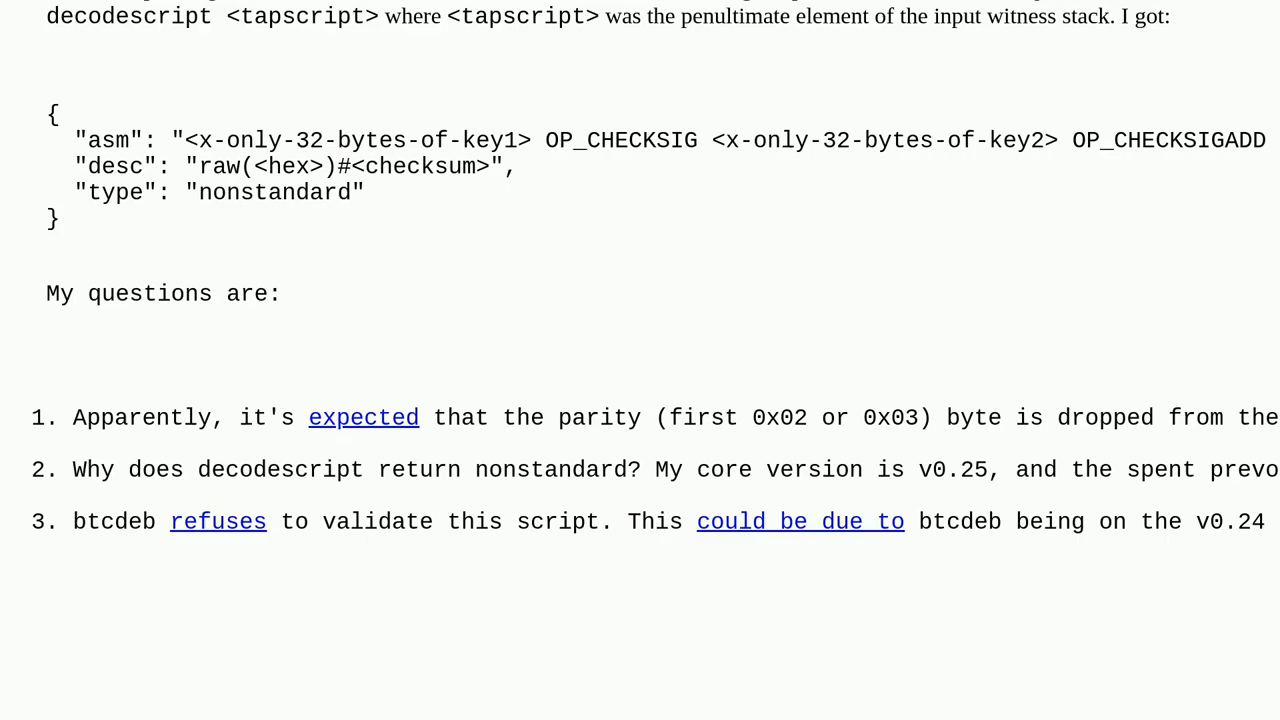 decodescript <tapscript> where <tapscript> was the penultimate element of the input witness stack. I got:
{
"asm": "<x-only-32-bytes-of-key1> OP_CHECKSIG <x-only-32-bytes-of-key2> OP_CHECKSIGADD
"desc": "raw(<hex>)#<checksum>",
"type": "nonstandard"
}
My questions are:
1. Apparently, it's expected that the parity (first 0x02 or 0x03) byte is dropped from the
2. Why does decodescript return nonstandard? My core version is v0.25, and the spent prevo
3. btcdeb refuses to validate this script. This could be due to btcdeb being on the v0.24